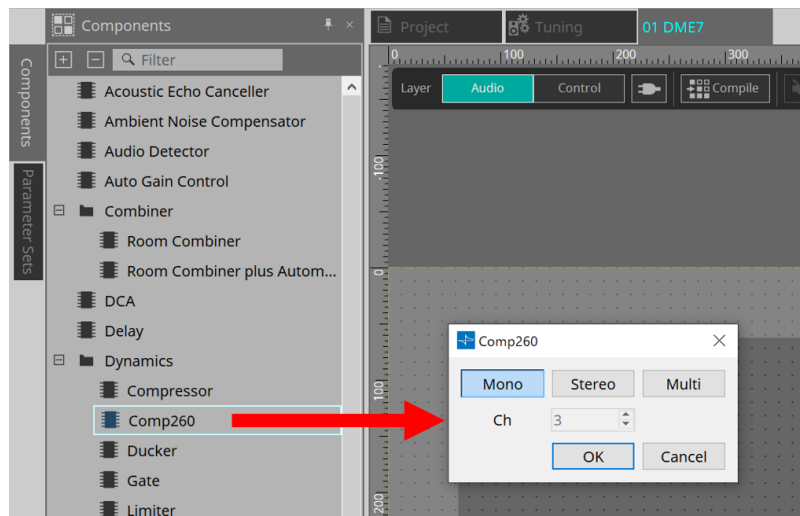 Components
Project
Tuning
01 DME7
Filter
Components
Parameter Sets
Acoustic Echo Canceller
Ambient Noise Compensator
Audio Detector
Auto Gain Control
Combiner
Room Combiner
Room Combiner plus Autom...
DCA
Delay
Dynamics
Compressor
Comp260
Ducker
Gate
Limiter
0 100 200 300
Layer Audio Control Compile
-100
0
100
200
Comp260
Mono Stereo Multi
Ch 3
OK Cancel